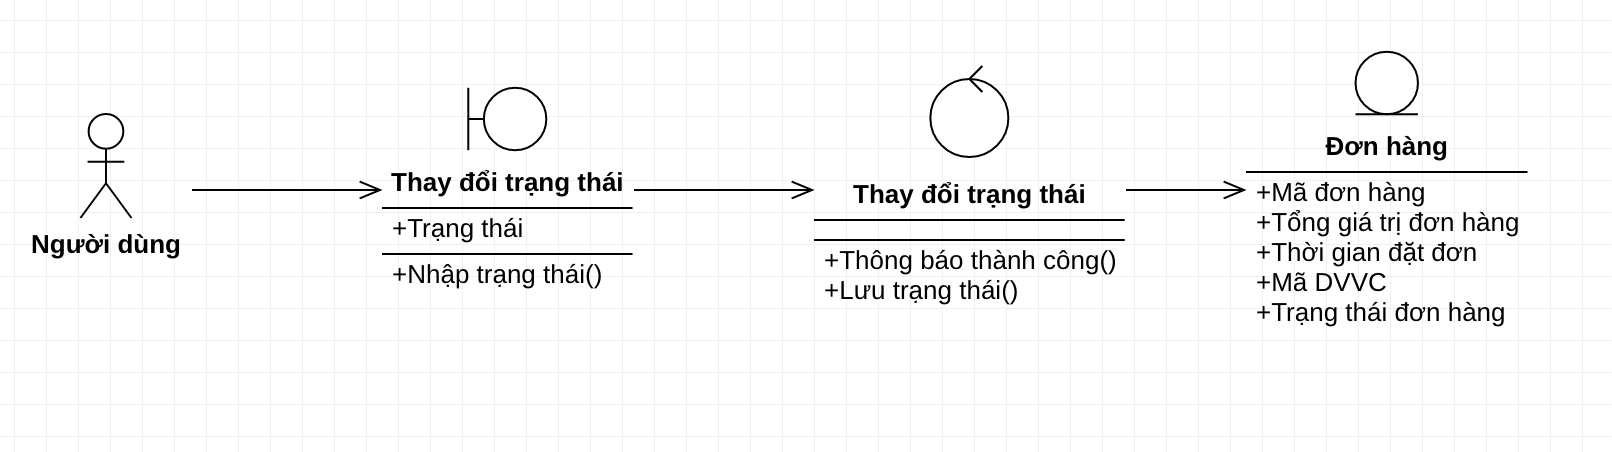 Người dùng
Thay đổi trạng thái
+Trạng thái
+Nhập trạng thái()
Thay đổi trạng thái
+Thông báo thành công()
+Lưu trạng thái()
Đơn hàng
+Mã đơn hàng
+Tổng giá trị đơn hàng
+Thời gian đặt đơn
+Mã DVVC
+Trạng thái đơn hàng